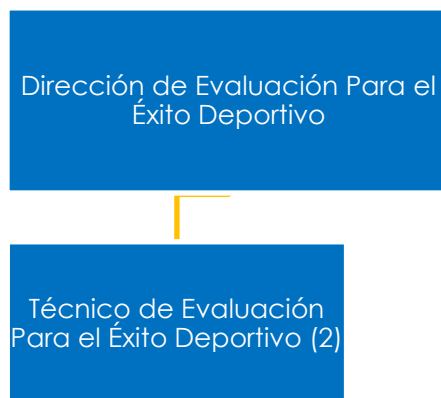 Dirección de Evaluación Para el
Éxito Deportivo
Técnico de Evaluación
Para el Éxito Deportivo (2)